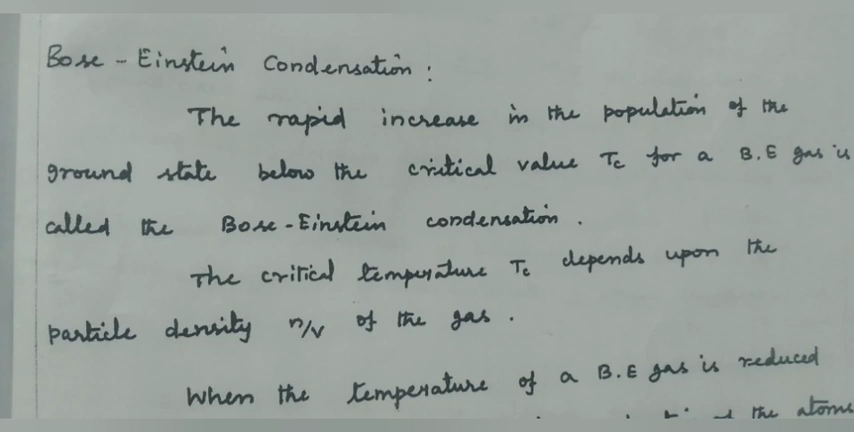 Bose - Einstein Condensation :
The rapid increase in the population of the
ground state below the critical value Tc for a B.E gas is
called the Bose - Einstein condensation .
The critical temperature Tc depends upon the
particle density n/v of the gas .
When the temperature of a B.E gas is reduced
the atoms